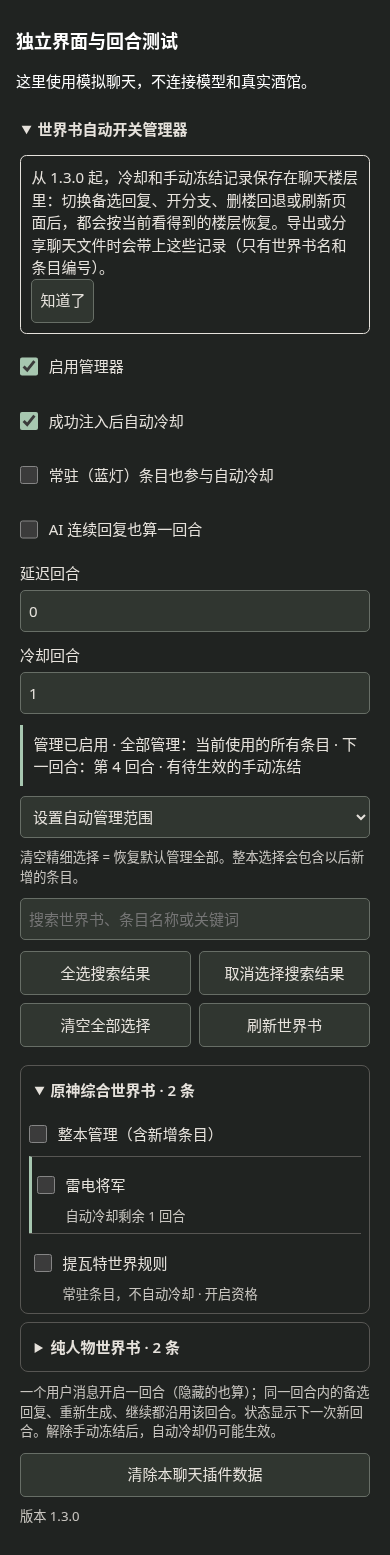 独立界面与回合测试
这里使用模拟聊天，不连接模型和真实酒馆。
▼ 世界书自动开关管理器
从 1.3.0 起，冷却和手动冻结记录保存在聊天楼层
里：切换备选回复、开分支、删楼回退或刷新页
面后，都会按当前看得到的楼层恢复。导出或分
享聊天文件时会带上这些记录（只有世界书名和
条目编号）。
知道了
启用管理器
成功注入后自动冷却
常驻（蓝灯）条目也参与自动冷却
AI 连续回复也算一回合
延迟回合
0
冷却回合
1
管理已启用 · 全部管理：当前使用的所有条目 · 下
一回合：第 4 回合 · 有待生效的手动冻结
设置自动管理范围
清空精细选择 = 恢复默认管理全部。整本选择会包含以后新
增的条目。
搜索世界书、条目名称或关键词
全选搜索结果
取消选择搜索结果
清空全部选择
刷新世界书
▼ 原神综合世界书 · 2 条
整本管理（含新增条目）
雷电将军
自动冷却剩余 1 回合
提瓦特世界规则
常驻条目，不自动冷却 · 开启资格
▶ 纯人物世界书 · 2 条
一个用户消息开启一回合（隐藏的也算）；同一回合内的备选
回复、重新生成、继续都沿用该回合。状态显示下一次新回
合。解除手动冻结后，自动冷却仍可能生效。
清除本聊天插件数据
版本 1.3.0